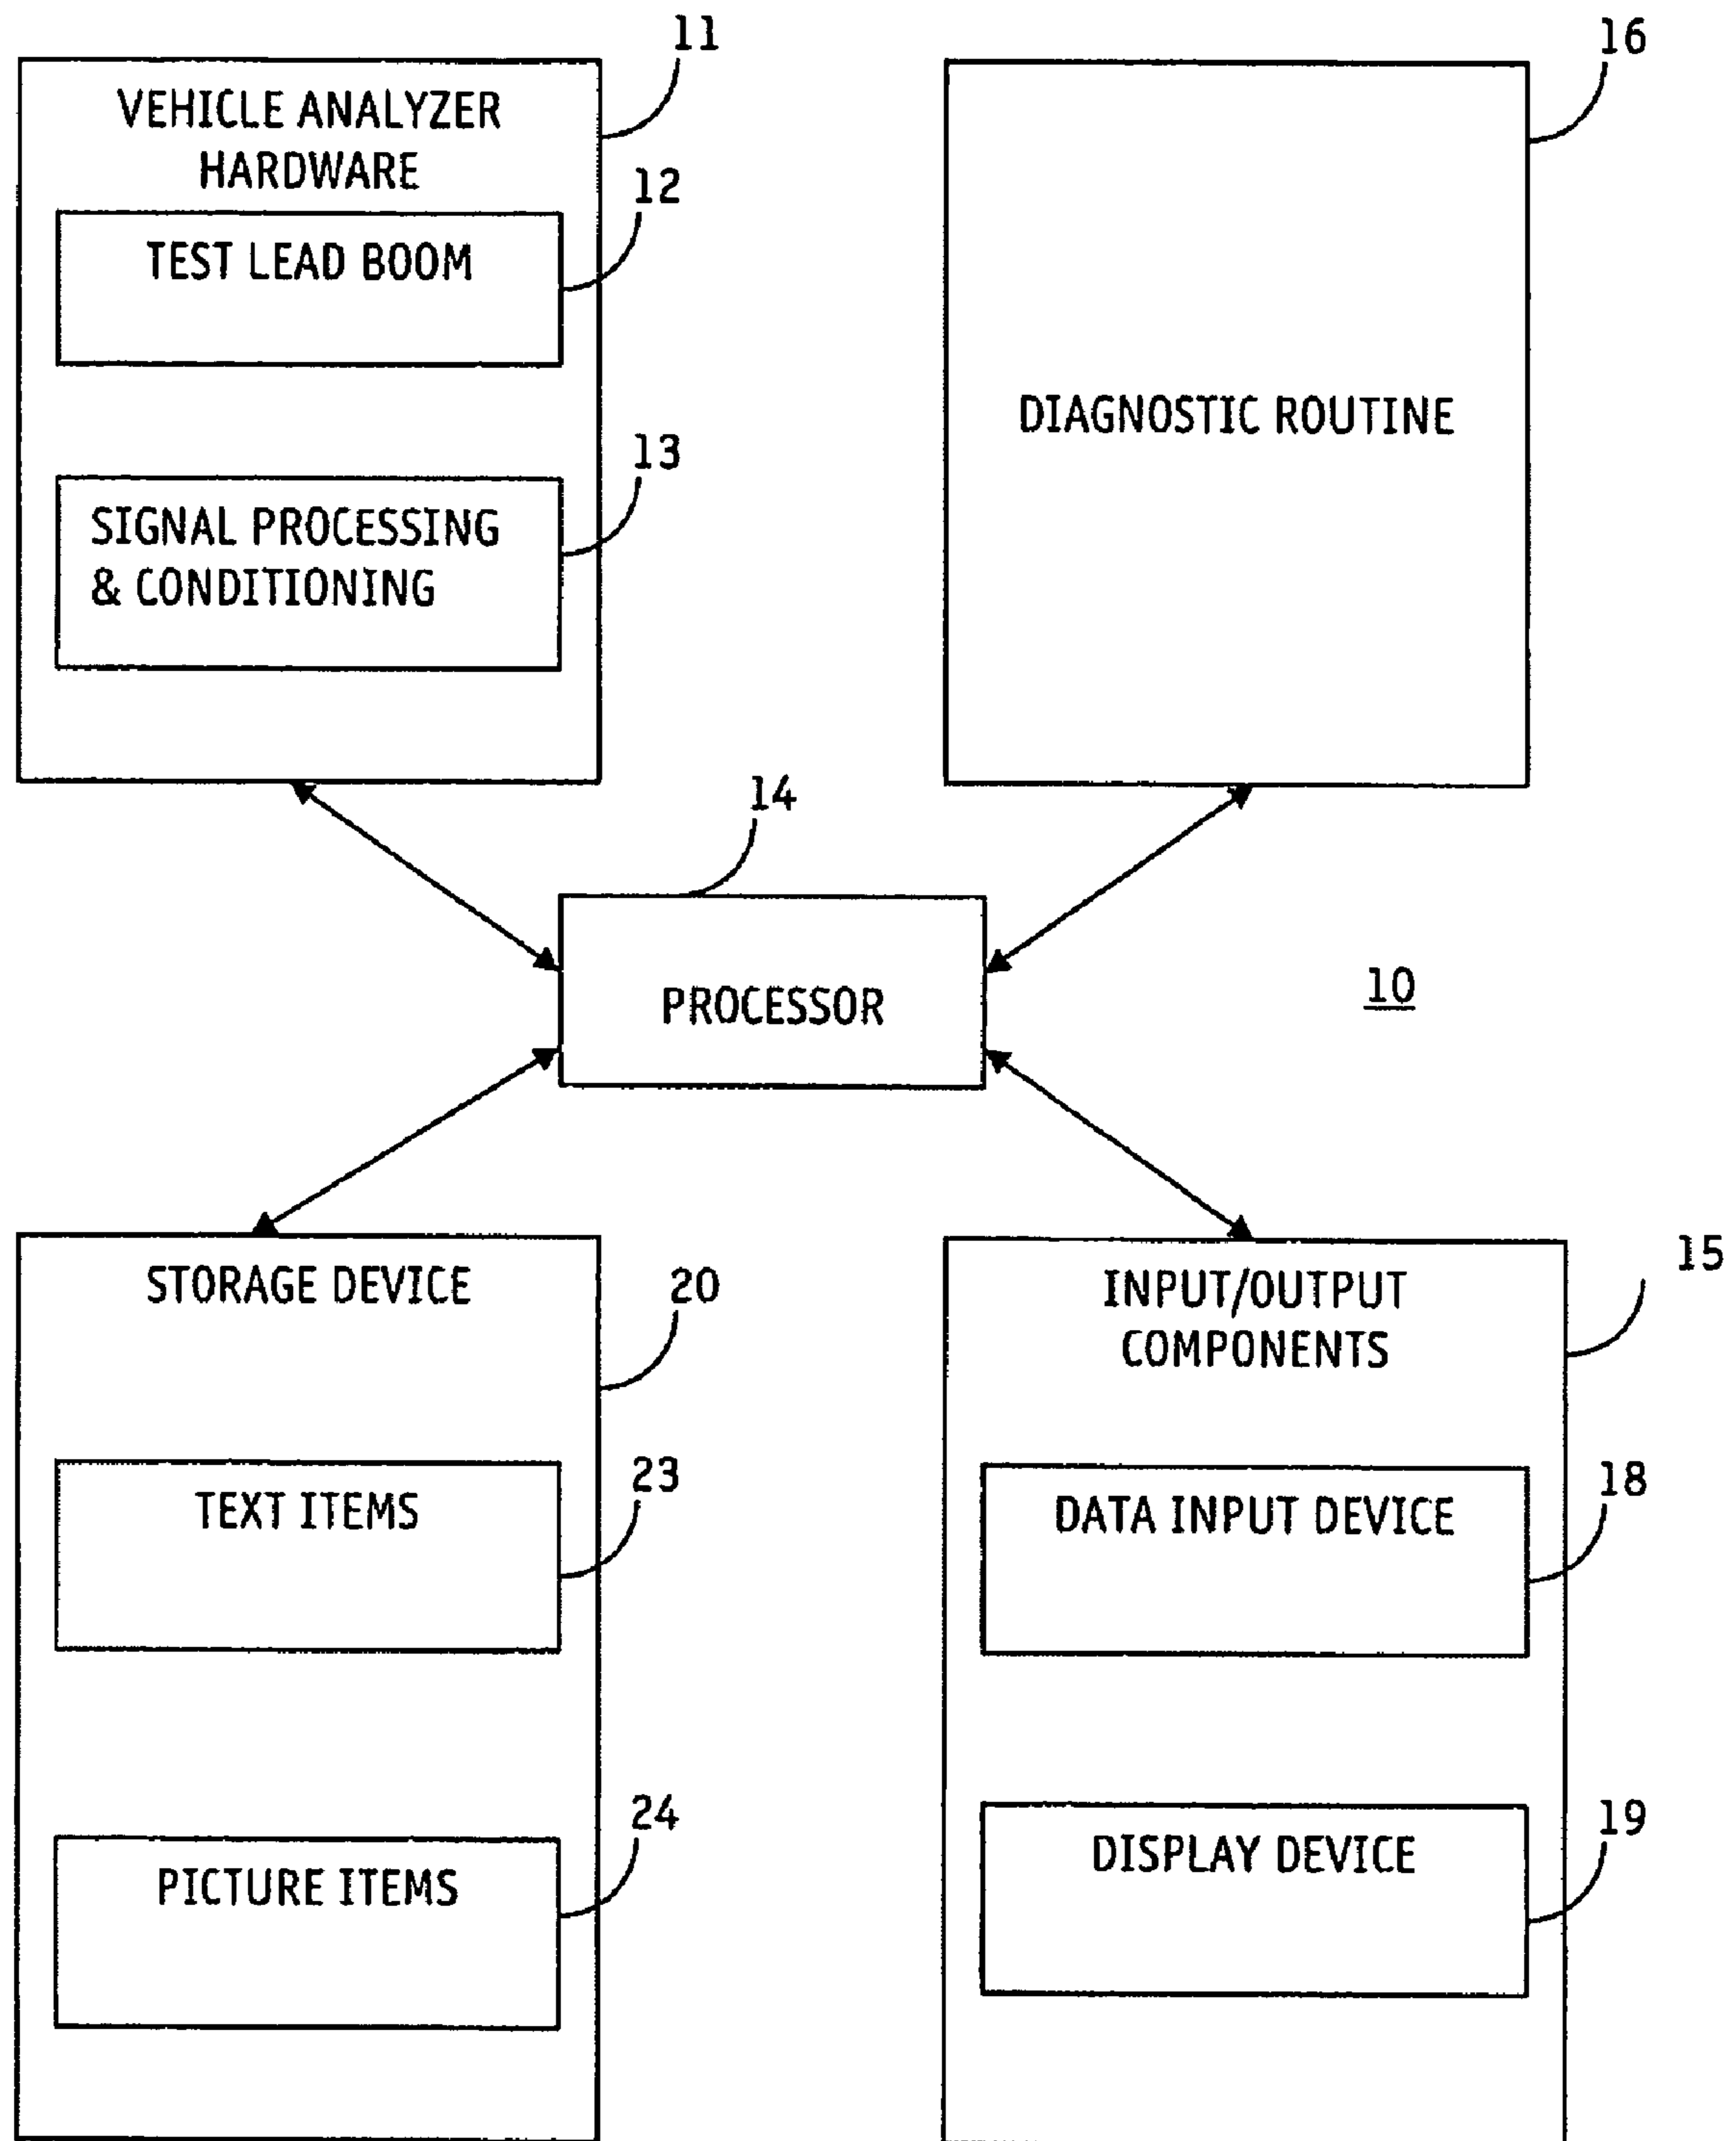 11
VEHICLE ANALYZER
HARDWARE
12
TEST LEAD BOOM
13
SIGNAL PROCESSING
& CONDITIONING
16
DIAGNOSTIC ROUTINE
14
PROCESSOR
10
STORAGE DEVICE
20
TEXT ITEMS
23
PICTURE ITEMS
24
INPUT/OUTPUT
COMPONENTS
15
DATA INPUT DEVICE
18
DISPLAY DEVICE
19